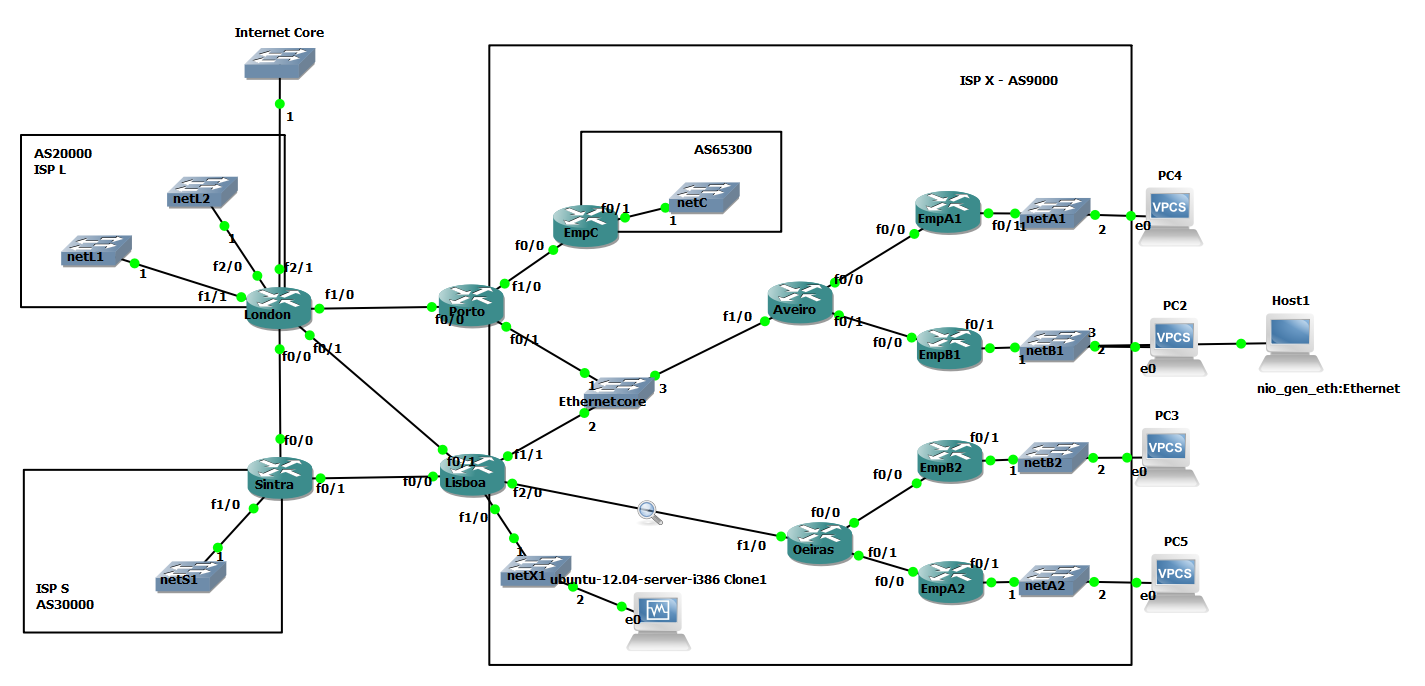 Internet Core
1
ISP X - AS9000
AS20000
ISP L
netL2
1
netL1
1
f2/0
f2/1
f1/1
London
f1/0
f0/0
f0/1
AS65300
netC
1
f0/1
EmpC
f0/0
f1/0
Porto
f0/0
f0/1
1
Ethernetcore
3
2
f1/0
Aveiro
f0/0
f0/1
f0/0
EmpA1
f0/1
1
netA1
2
PC4
VPCS
e0
f0/0
EmpB1
f0/1
1
netB1
3
2
PC2
VPCS
e0
Host1
nio_gen_eth:Ethernet
f0/0
Sintra
f0/1
f1/0
1
netS1
ISP S
AS30000
f0/1
f0/0
Lisboa
f1/1
f2/0
f1/0
1
netX1
2
ubuntu-12.04-server-i386 Clone1
e0
f1/0
Oeiras
f0/0
f0/1
f0/0
EmpB2
f0/1
1
netB2
2
PC3
VPCS
e0
f0/0
EmpA2
f0/1
1
netA2
2
PC5
VPCS
e0